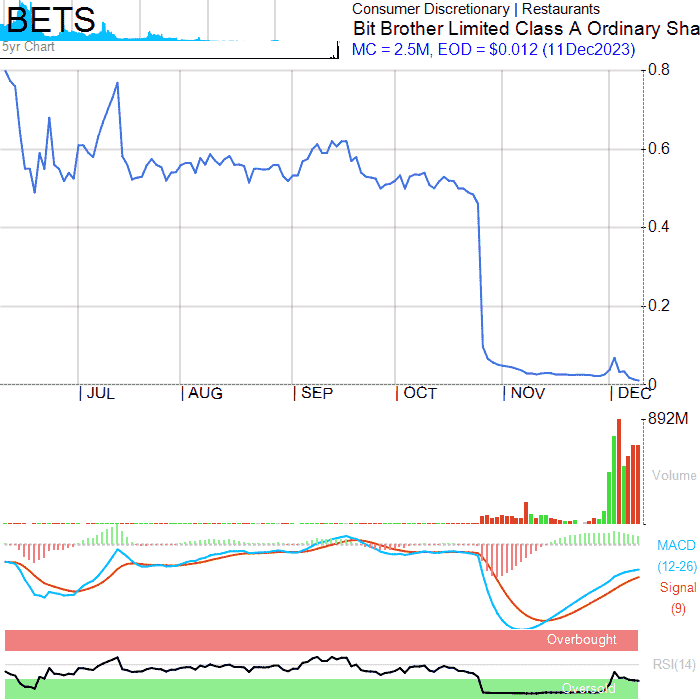 BETS
5yr Chart
Consumer Discretionary | Restaurants
Bit Brother Limited Class A Ordinary Sha
MC = 2.5M, EOD = $0.012 (11Dec2023)
0.8
0.6
0.4
0.2
0
JUL AUG SEP OCT NOV DEC
892M
Volume
MACD
(12-26)
Signal
(9)
Overbought
RSI(14)
Oversold